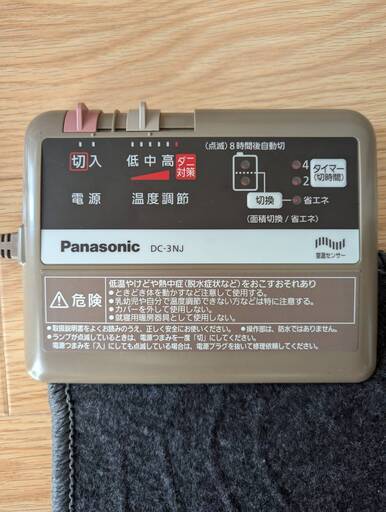 切 入
電源
低 中 高
ダニ対策
温度調節
(点滅)8時間後自動切
4
2
タイマー
(切時間)
切換
省エネ
(面積切換/省エネ)
Panasonic
DC-3NJ
室温センサー
危険
低温やけどや熱中症(脱水症状など)をおこすおそれあり
●ときどき体を動かすなど注意して使用する。
●乳幼児や自分で温度調節できない方などは特に注意する。
●カバーを外して使用しない。
●就寝用暖房器具として使用しない。
●取扱説明書をよくお読みのうえ、正しく安全にお使いください。 ●操作部は、防水ではありません。
●ランプが点滅しているときは、電源つまみを一度「切」にしてください。
電源つまみを「入」にしても点滅している場合は、電源プラグを抜いて修理依頼してください。